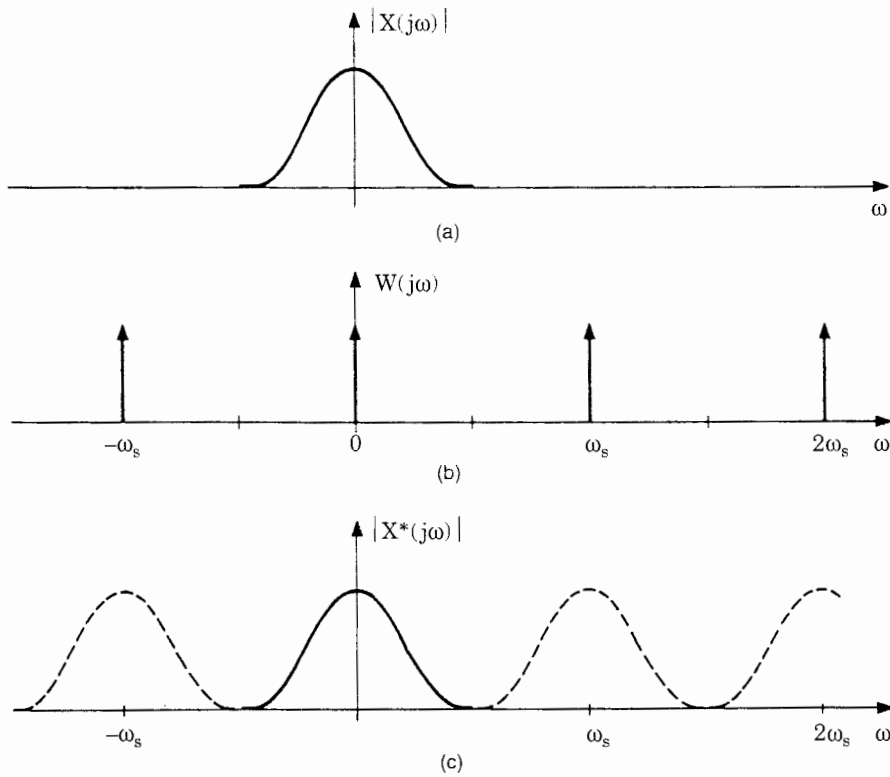 |X(jω)|
ω
(a)
W(jω)
−ωₛ 0 ωₛ 2ωₛ ω
(b)
|X*(jω)|
−ωₛ ωₛ 2ωₛ ω
(c)